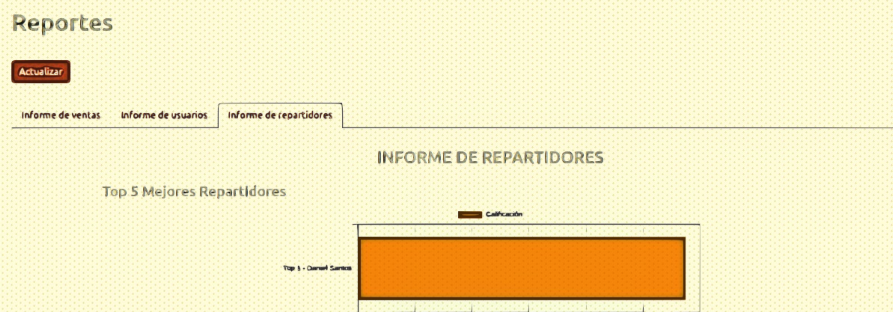 Reportes
Actualizar
Informe de ventas Informe de usuarios Informe de repartidores
INFORME DE REPARTIDORES
Top 5 Mejores Repartidores
Calificación
Top 1 - Daniel Santos